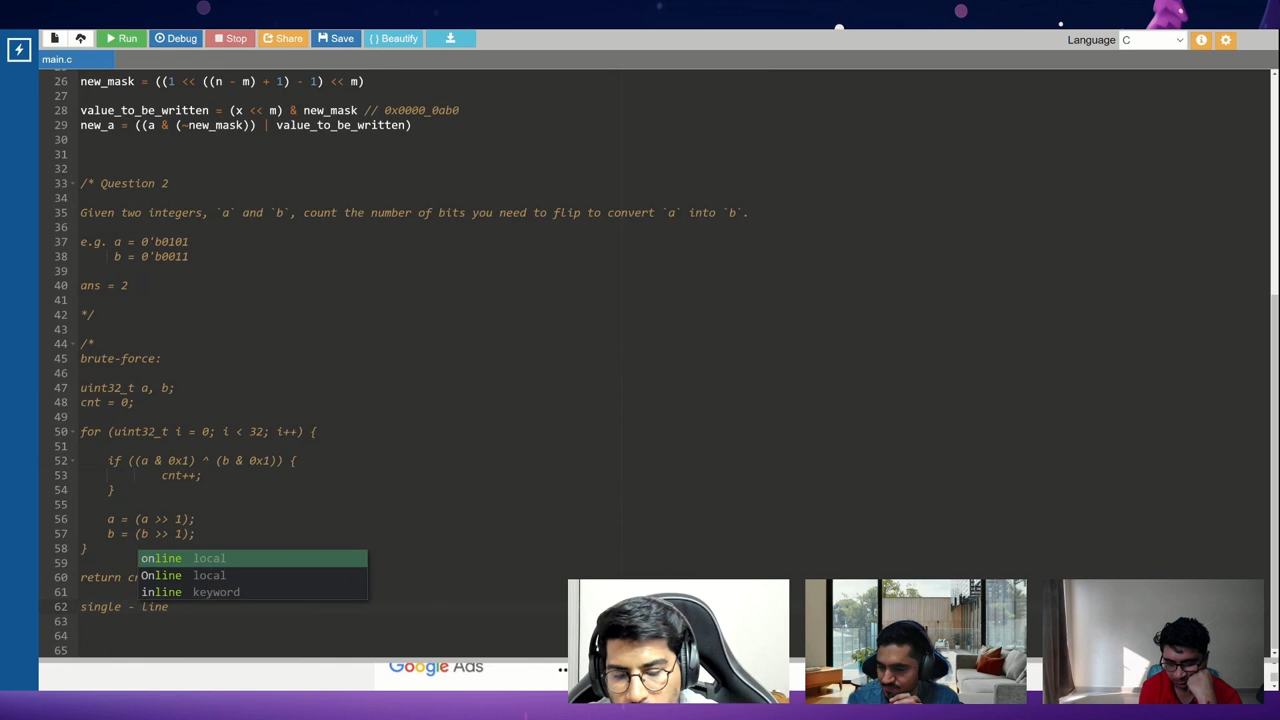 Run Debug Stop Share Save { } Beautify Language C
main.c
26 new_mask = ((1 << ((n - m) + 1) - 1) << m)
27
28 value_to_be_written = (x << m) & new_mask // 0x0000_0ab0
29 new_a = ((a & (~new_mask)) | value_to_be_written)
30
31
32
33 /* Question 2
34
35 Given two integers, `a` and `b`, count the number of bits you need to flip to convert `a` into `b`.
36
37 e.g. a = 0'b0101
38 b = 0'b0011
39
40 ans = 2
41
42 */
43
44 /*
45 brute-force:
46
47 uint32_t a, b;
48 cnt = 0;
49
50 for (uint32_t i = 0; i < 32; i++) {
51
52 if ((a & 0x1) ^ (b & 0x1)) {
53 cnt++;
54 }
55
56 a = (a >> 1);
57 b = (b >> 1);
58 }
online local
59
Online local
60 return
inline keyword
61
62 single - line
63
64
65
Google Ads